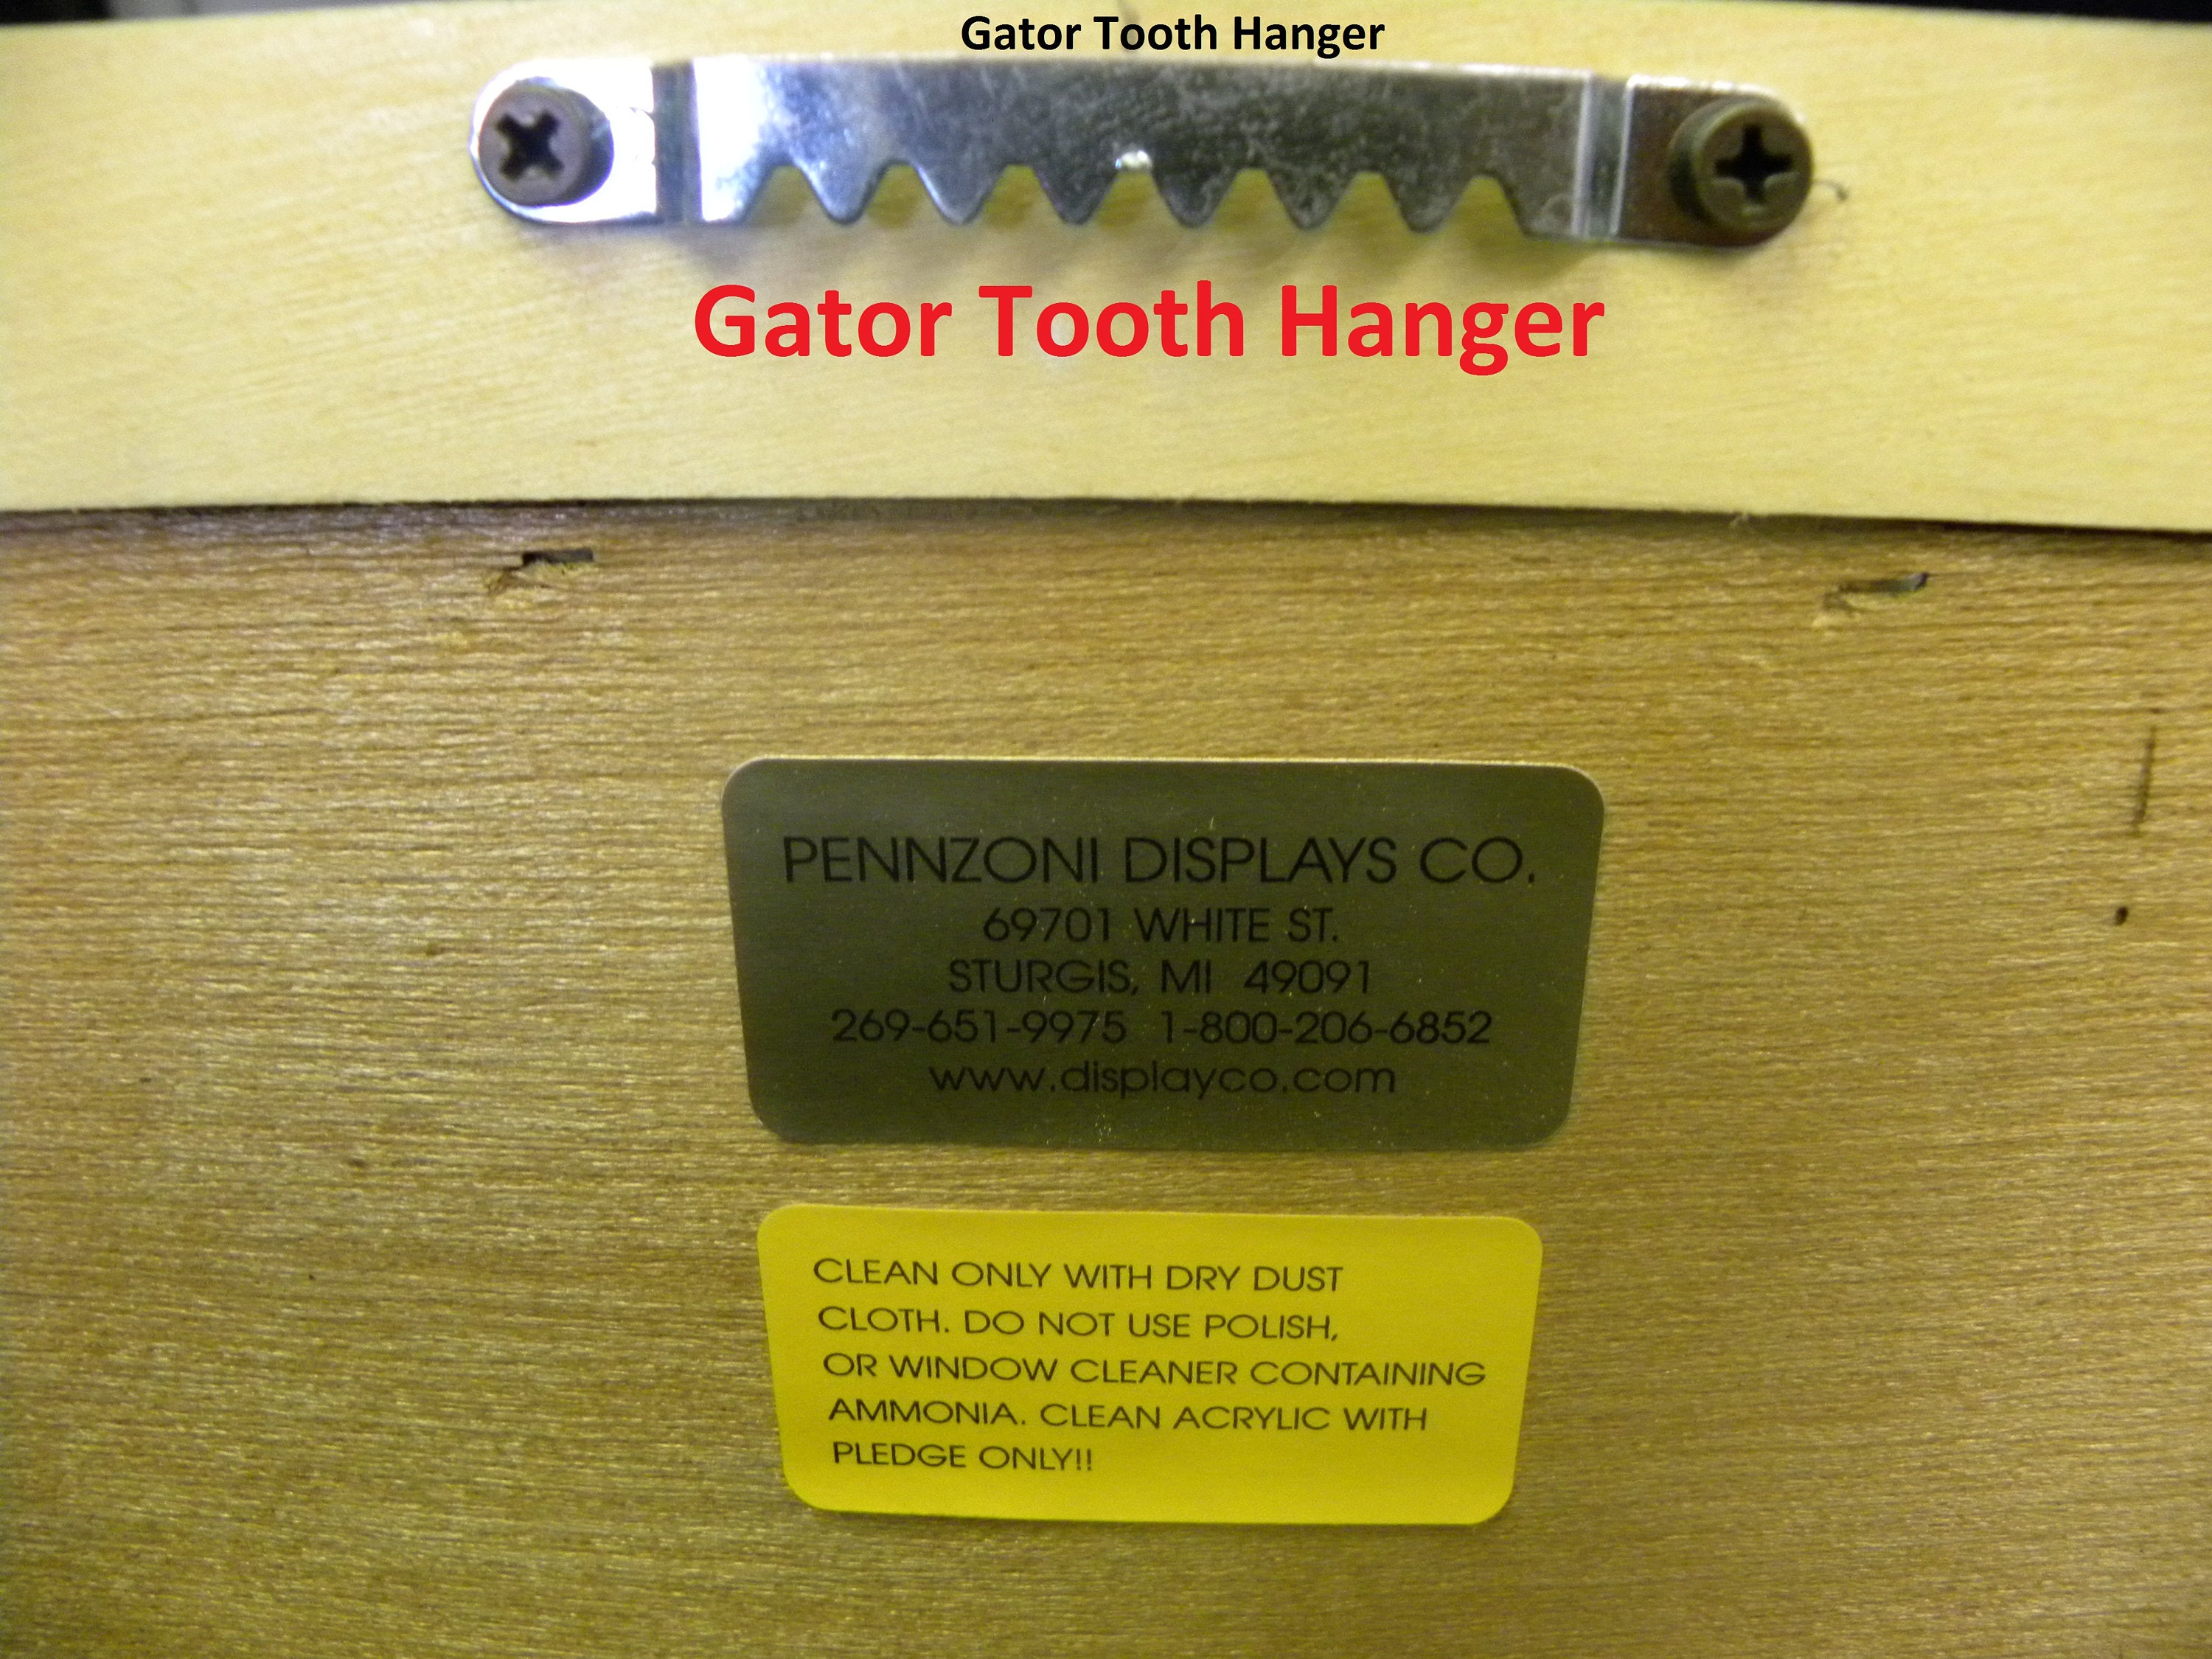 Gator Tooth Hanger
Gator Tooth Hanger
PENNZONI DISPLAYS CO.
69701 WHITE ST.
STURGIS, MI 49091
269-651-9975 1-800-206-6852
www.displayco.com
CLEAN ONLY WITH DRY DUST
CLOTH. DO NOT USE POLISH,
OR WINDOW CLEANER CONTAINING
AMMONIA. CLEAN ACRYLIC WITH
PLEDGE ONLY!!